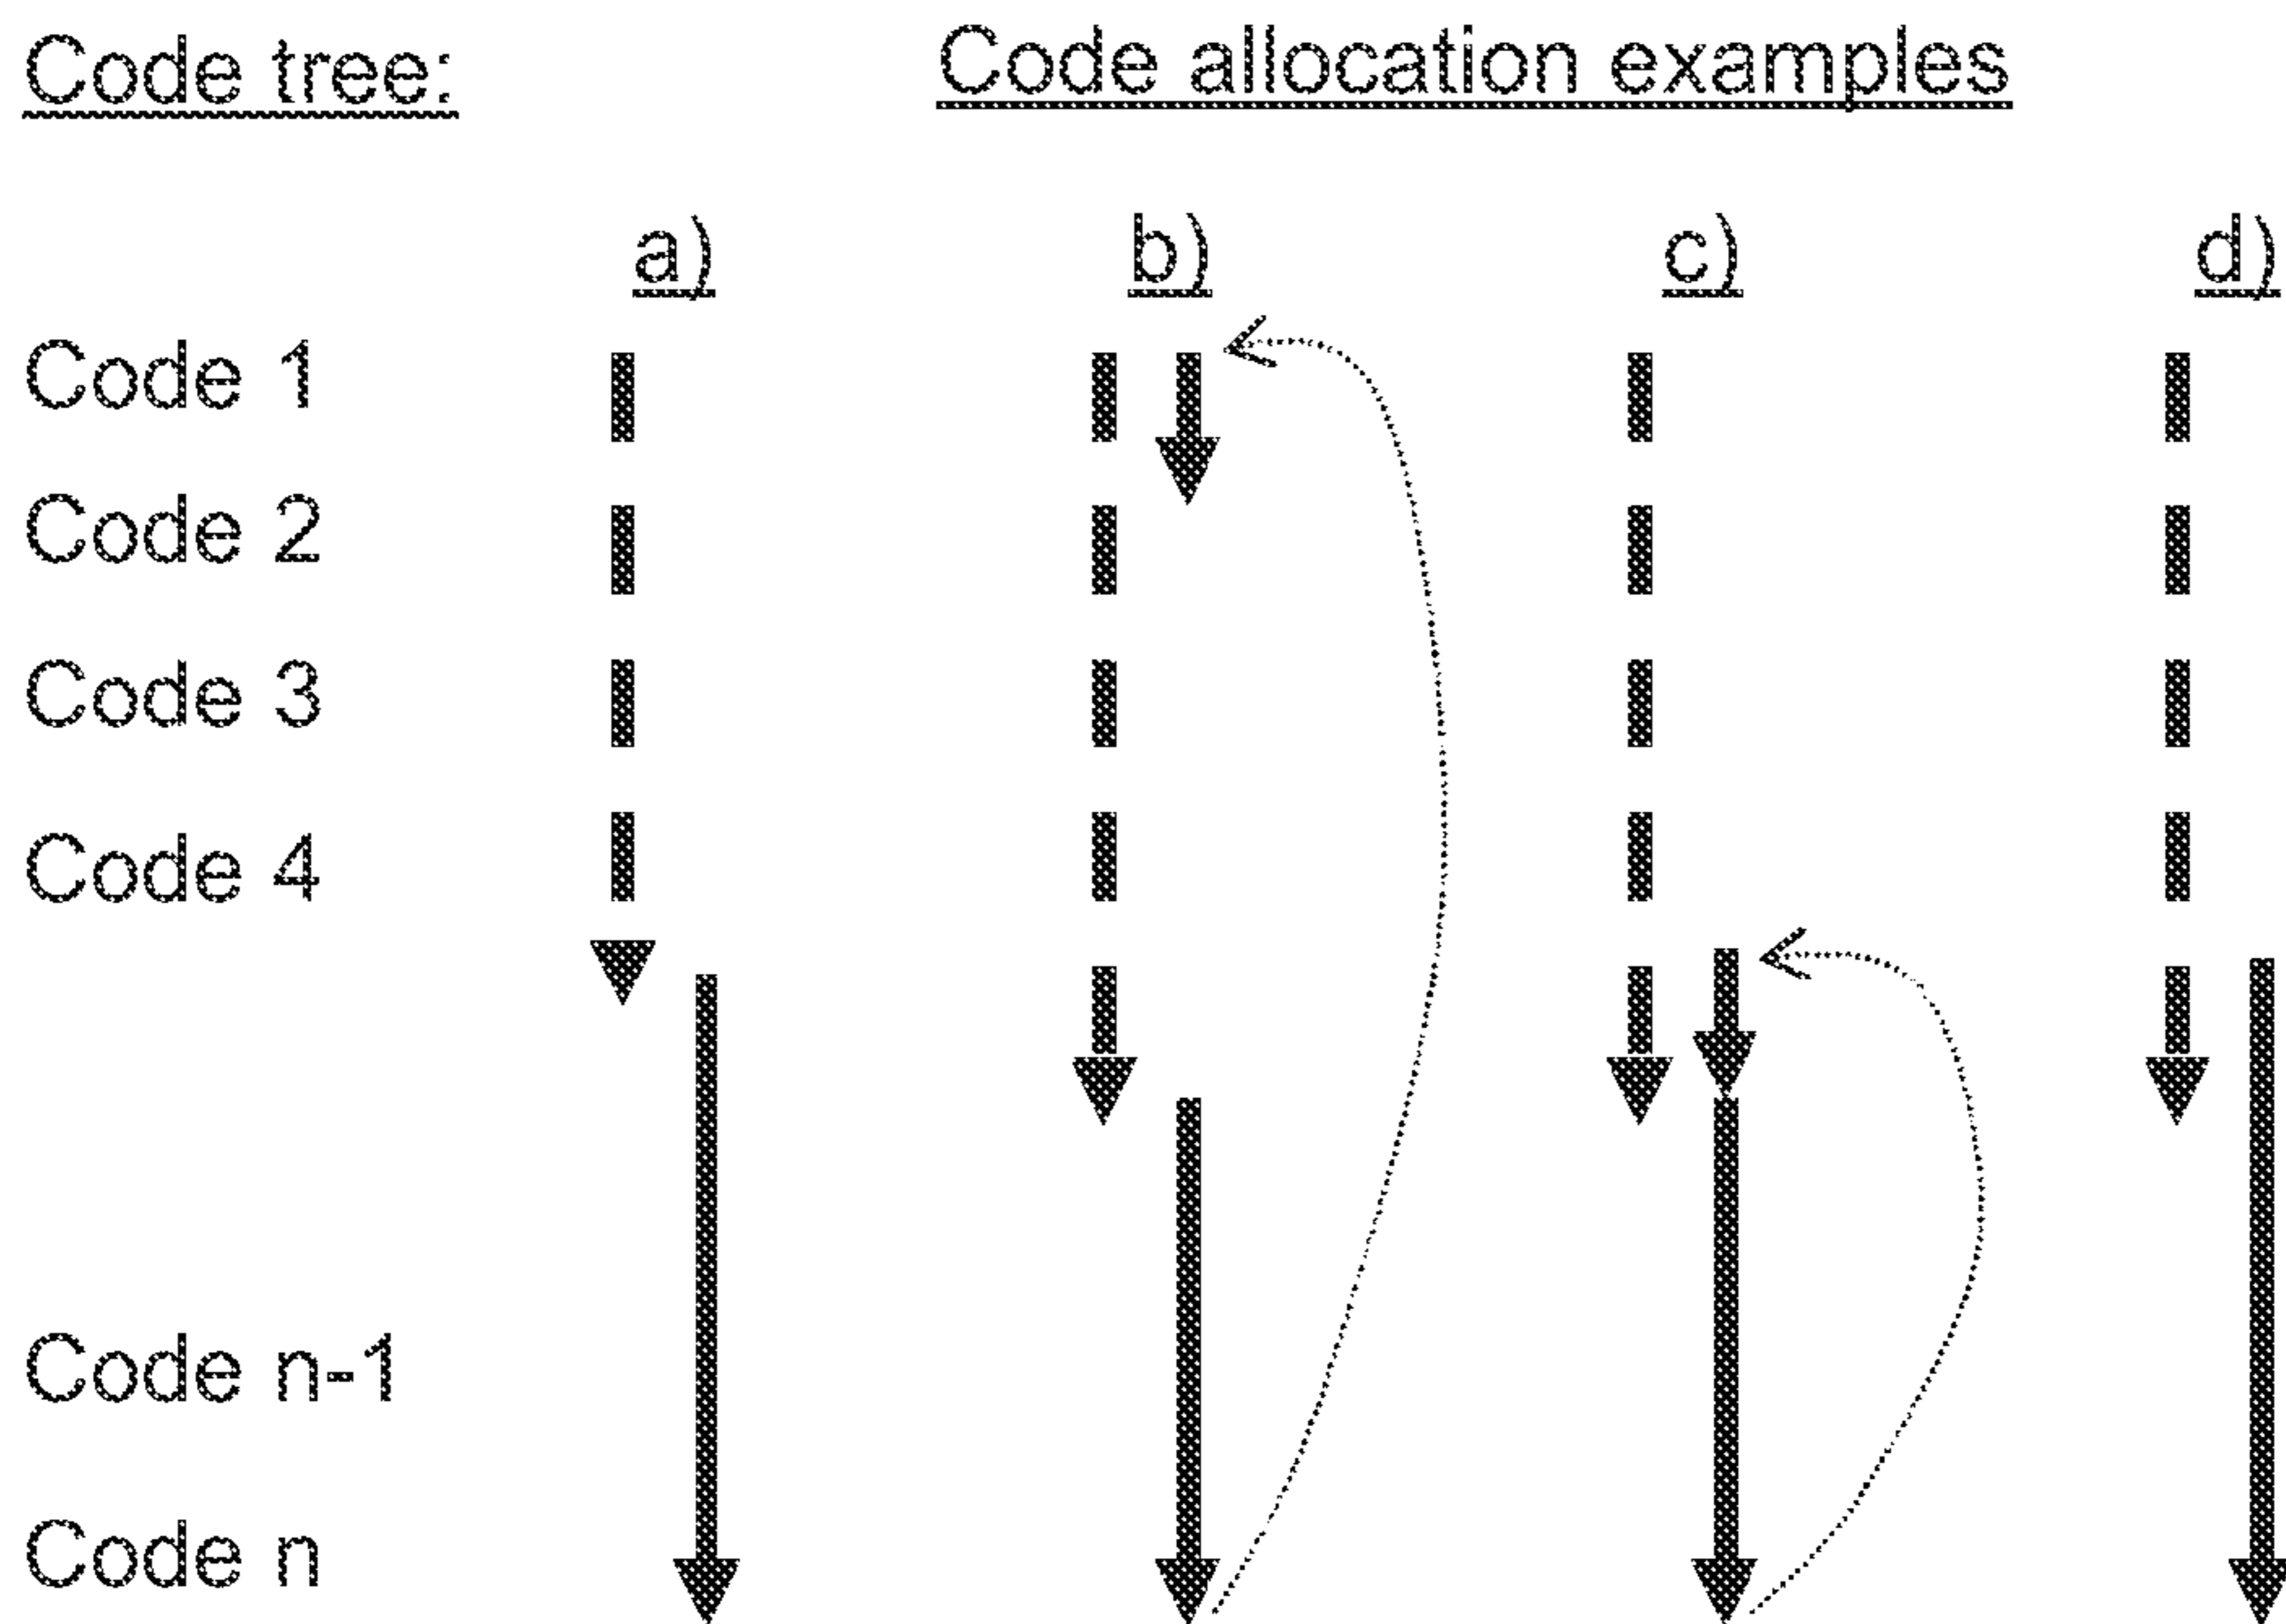 Code tree:
Code allocation examples
a)
b)
c)
d)
Code 1
Code 2
Code 3
Code 4
Code n-1
Code n